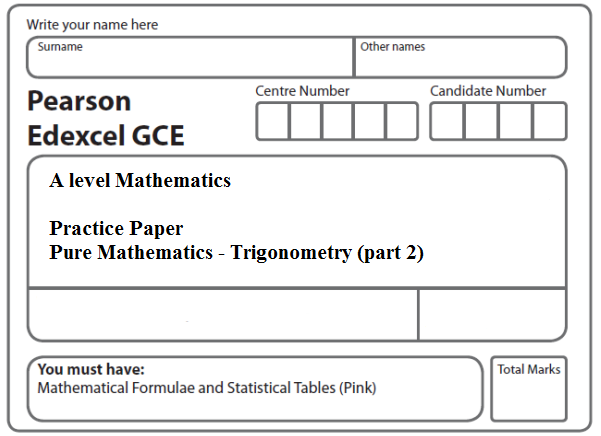 Write your name here
Surname
Other names
Pearson
Edexcel GCE
Centre Number
Candidate Number
A level Mathematics
Practice Paper
Pure Mathematics - Trigonometry (part 2)
You must have:
Mathematical Formulae and Statistical Tables (Pink)
Total Marks